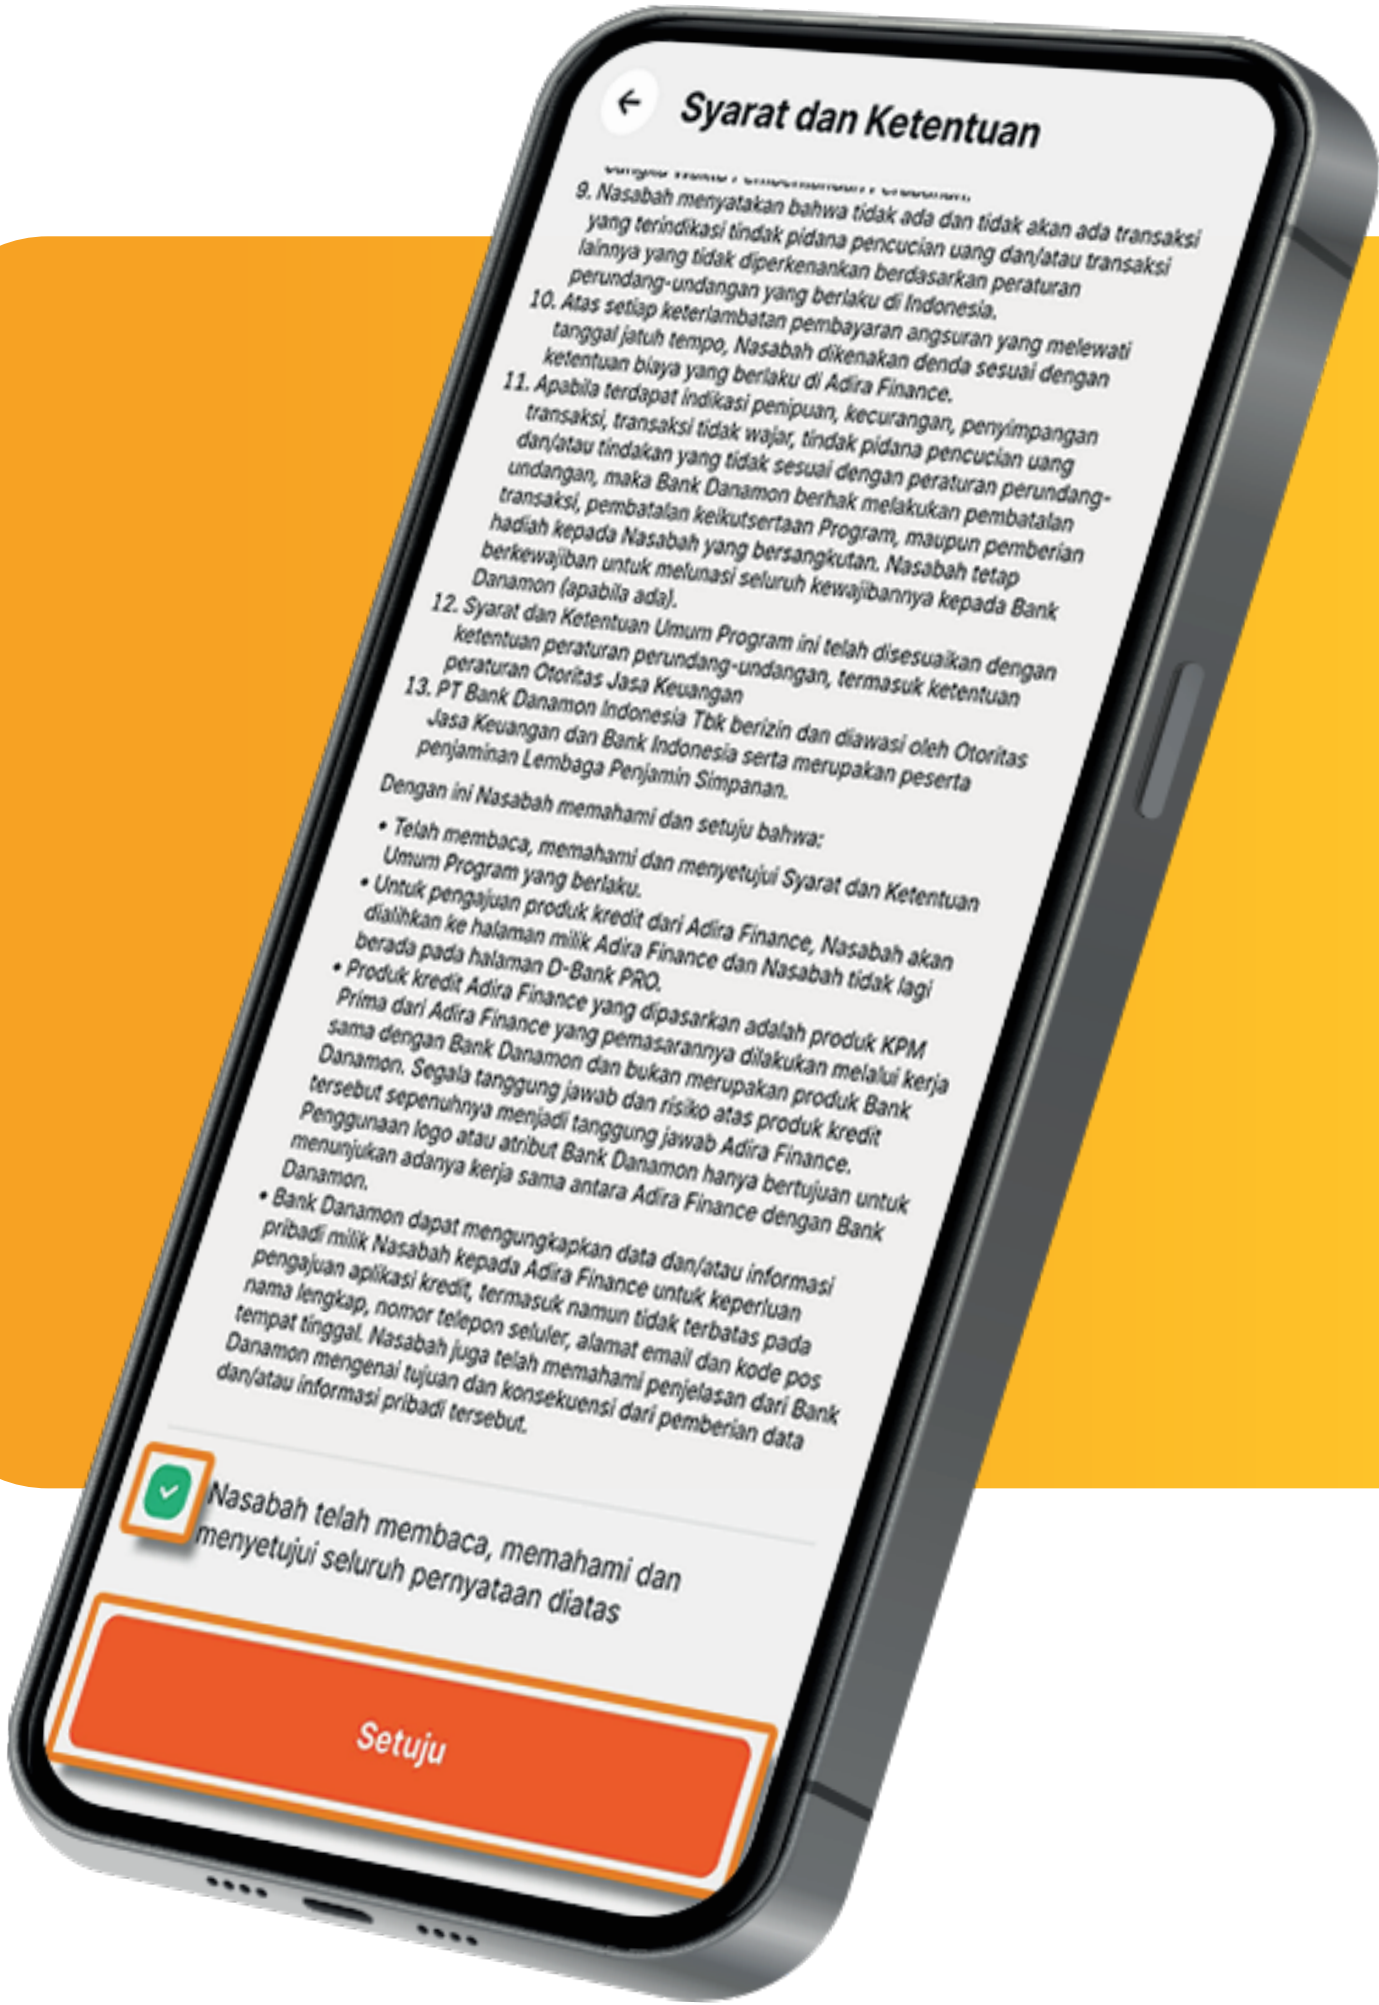 Syarat dan Ketentuan
9. Nasabah menyatakan bahwa tidak ada dan tidak akan ada transaksi
yang terindikasi tindak pidana pencucian uang dan/atau transaksi
lainnya yang tidak diperkenankan berdasarkan peraturan
perundang-undangan yang berlaku di Indonesia.
10. Atas setiap keterlambatan pembayaran angsuran yang melewati
tanggal jatuh tempo, Nasabah dikenakan denda sesuai dengan
ketentuan biaya yang berlaku di Adira Finance.
11. Apabila terdapat indikasi penipuan, kecurangan, penyimpangan
transaksi, transaksi tidak wajar, tindak pidana pencucian uang
dan/atau tindakan yang tidak sesuai dengan peraturan perundang-
undangan, maka Bank Danamon berhak melakukan pembatalan
transaksi, pembatalan keikutsertaan Program, maupun pemberian
hadiah kepada Nasabah yang bersangkutan. Nasabah tetap
berkewajiban untuk melunasi seluruh kewajibannya kepada Bank
Danamon (apabila ada).
12. Syarat dan Ketentuan Umum Program ini telah disesuaikan dengan
ketentuan peraturan perundang-undangan, termasuk ketentuan
peraturan Otoritas Jasa Keuangan
13. PT Bank Danamon Indonesia Tbk berizin dan diawasi oleh Otoritas
Jasa Keuangan dan Bank Indonesia serta merupakan peserta
penjaminan Lembaga Penjamin Simpanan.
Dengan ini Nasabah memahami dan setuju bahwa:
• Telah membaca, memahami dan menyetujui Syarat dan Ketentuan
Umum Program yang berlaku.
• Untuk pengajuan produk kredit dari Adira Finance, Nasabah akan
dialihkan ke halaman milik Adira Finance dan Nasabah tidak lagi
berada pada halaman D-Bank PRO.
• Produk kredit Adira Finance yang dipasarkan adalah produk KPM
Prima dari Adira Finance yang pemasarannya dilakukan melalui kerja
sama dengan Bank Danamon dan bukan merupakan produk Bank
Danamon. Segala tanggung jawab dan risiko atas produk kredit
tersebut sepenuhnya menjadi tanggung jawab Adira Finance.
Penggunaan logo atau atribut Bank Danamon hanya bertujuan untuk
menunjukan adanya kerja sama antara Adira Finance dengan Bank
Danamon.
• Bank Danamon dapat mengungkapkan data dan/atau informasi
pribadi milik Nasabah kepada Adira Finance untuk keperluan
pengajuan aplikasi kredit, termasuk namun tidak terbatas pada
nama lengkap, nomor telepon seluler, alamat email dan kode pos
tempat tinggal. Nasabah juga telah memahami penjelasan dari Bank
Danamon mengenai tujuan dan konsekuensi dari pemberian data
dan/atau informasi pribadi tersebut.
Nasabah telah membaca, memahami dan
menyetujui seluruh pernyataan diatas
Setuju